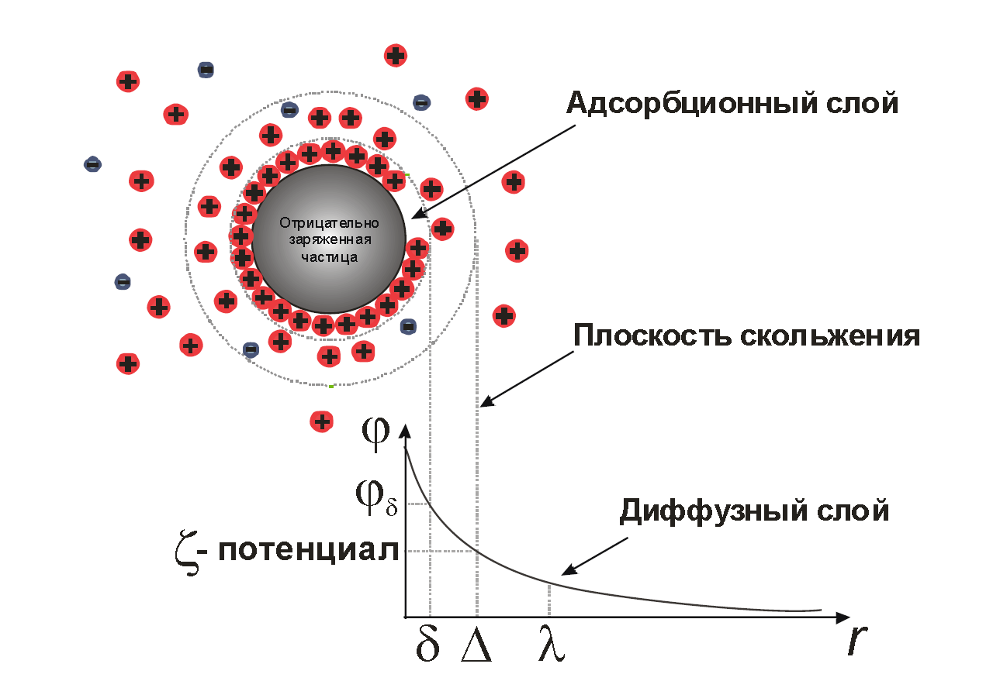 Адсорбционный слой
Отрицательно
заряженная
частица
Плоскость скольжения
φ
φδ
Диффузный слой
ζ- потенциал
δ Δ λ r